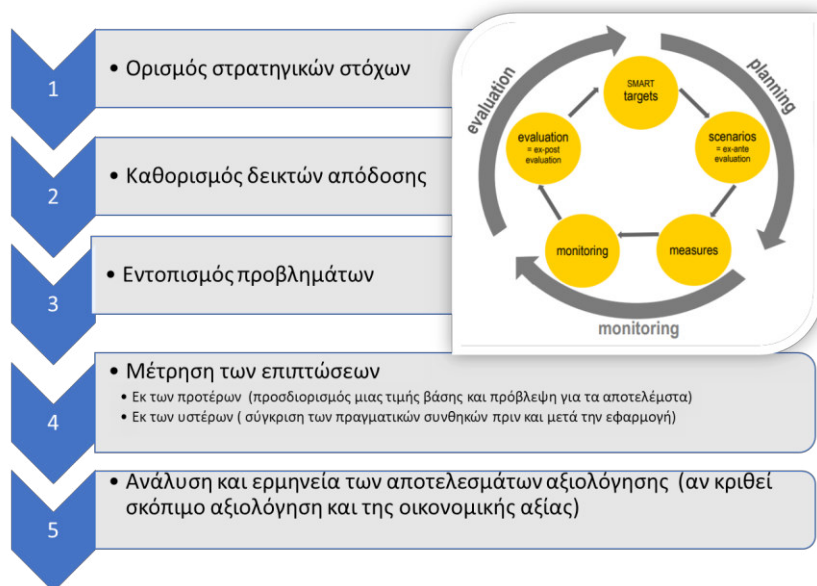 1
• Ορισμός στρατηγικών στόχων
2
• Καθορισμός δεικτών απόδοσης
3
• Εντοπισμός προβλημάτων
4
• Μέτρηση των επιπτώσεων
• Εκ των προτέρων (προσδιορισμός μιας τιμής βάσης και πρόβλεψη για τα αποτελέμστα)
• Εκ των υστέρων ( σύγκριση των πραγματικών συνθηκών πριν και μετά την εφαρμογή)
5
• Ανάλυση και ερμηνεία των αποτελεσμάτων αξιολόγησης (αν κριθεί
σκόπιμο αξιολόγηση και της οικονομικής αξίας)
evaluation
planning
monitoring
SMART
targets
scenarios
= ex-ante
evaluation
measures
monitoring
evaluation
= ex-post
evaluation